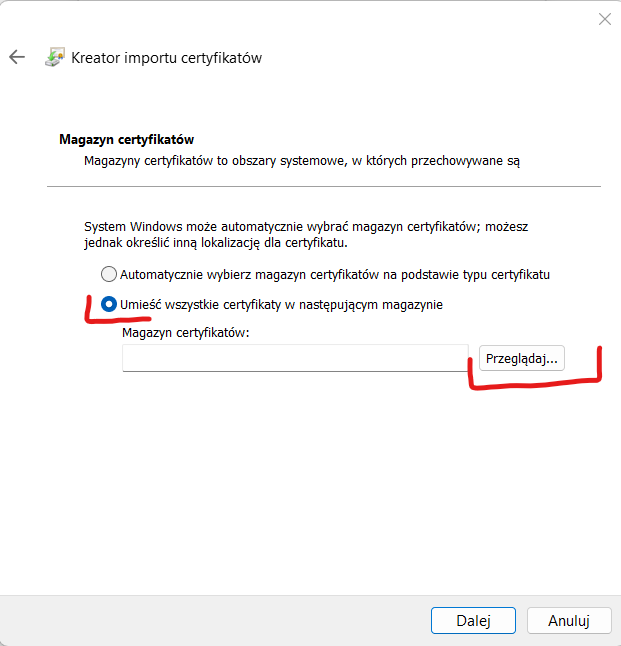 Kreator importu certyfikatów
Magazyn certyfikatów
Magazyny certyfikatów to obszary systemowe, w których przechowywane są
System Windows może automatycznie wybrać magazyn certyfikatów; możesz
jednak określić inną lokalizację dla certyfikatu.
Automatycznie wybierz magazyn certyfikatów na podstawie typu certyfikatu
Umieść wszystkie certyfikaty w następującym magazynie
Magazyn certyfikatów:
Przeglądaj...
Dalej
Anuluj